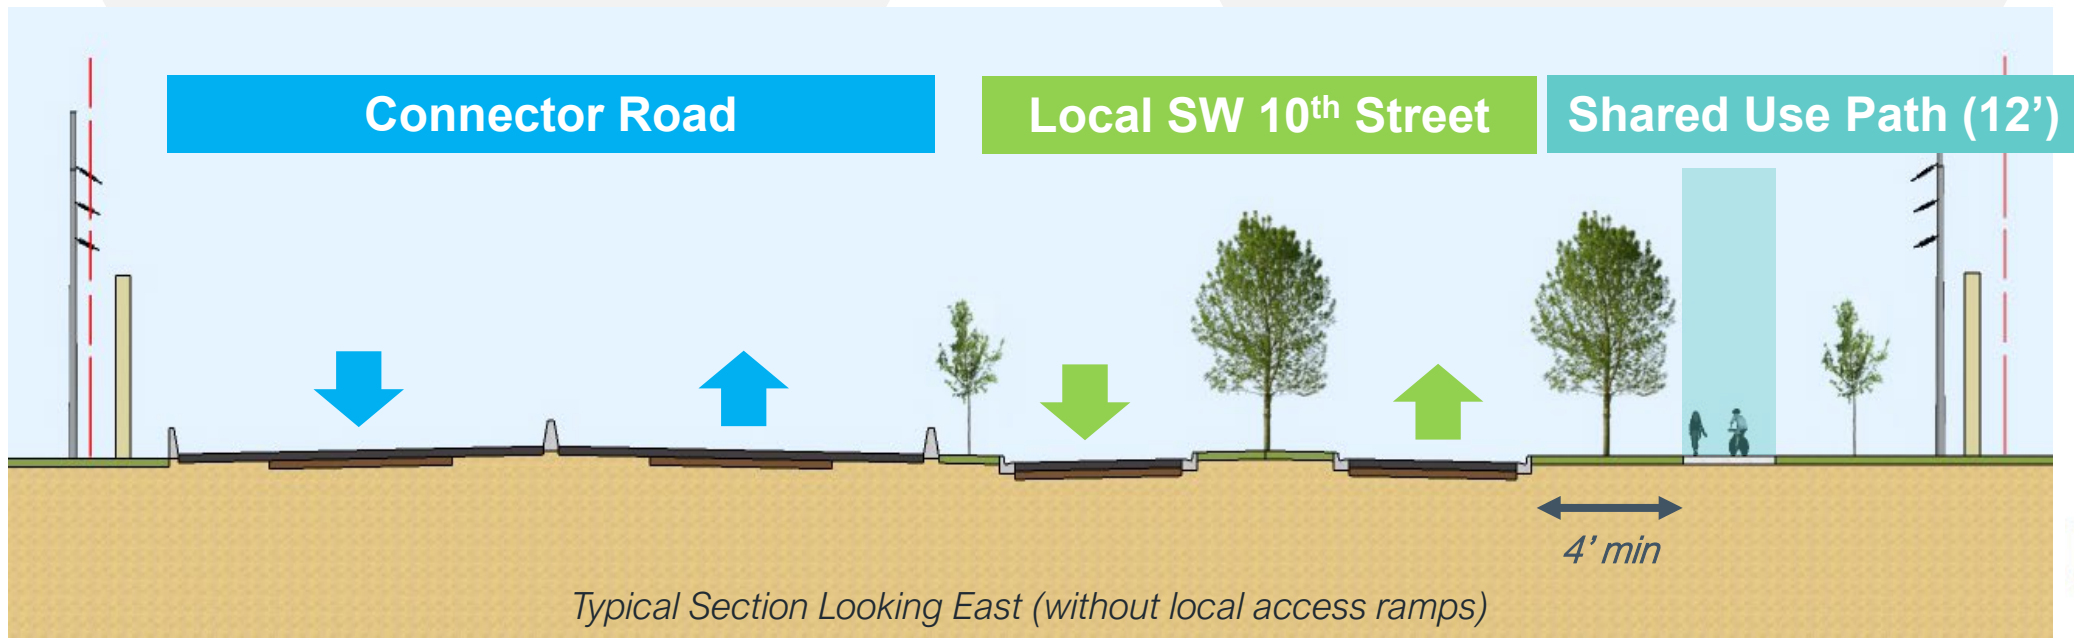 Connector Road
Local SW 10th Street
Shared Use Path (12’)
4’ min
Typical Section Looking East (without local access ramps)